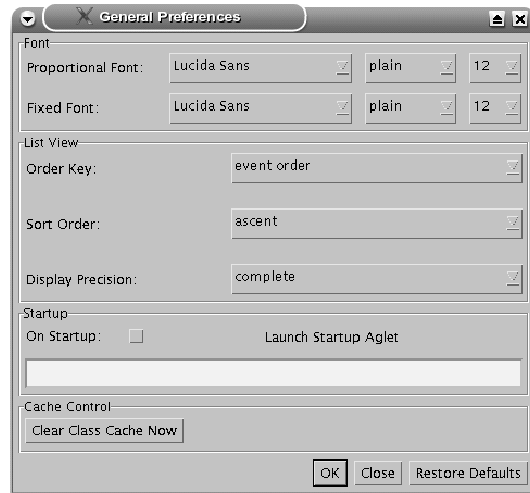 General Preferences
Font
Proportional Font: Lucida Sans plain 12
Fixed Font: Lucida Sans plain 12
List View
Order Key: event order
Sort Order: ascent
Display Precision: complete
Startup
On Startup: Launch Startup Aglet
Cache Control
Clear Class Cache Now
OK Close Restore Defaults